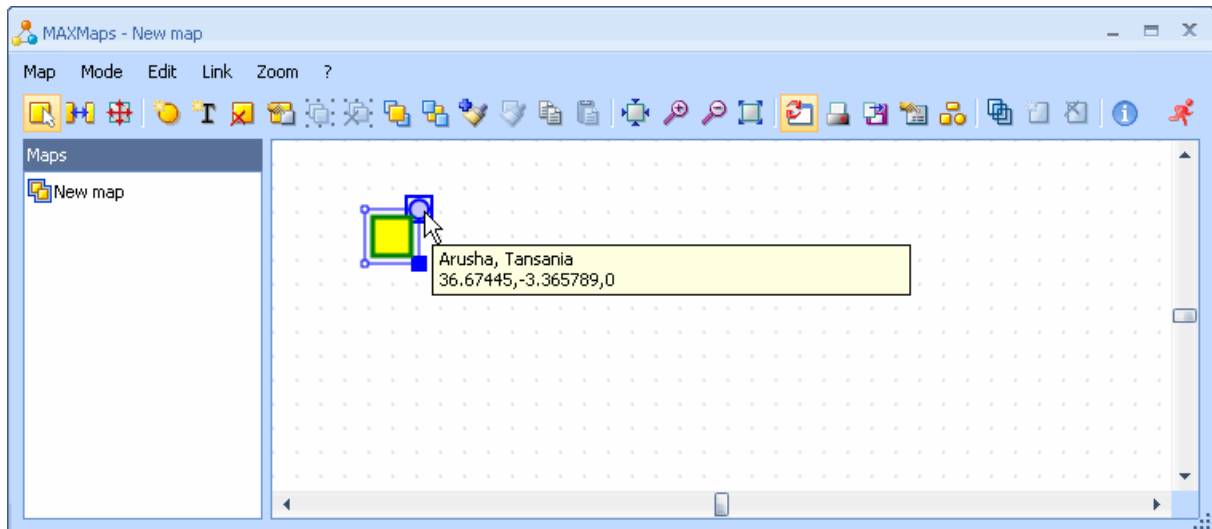 MAXMaps - New map
Map Mode Edit Link Zoom ?
Maps
New map
Arusha, Tansania
36.67445,-3.365789,0